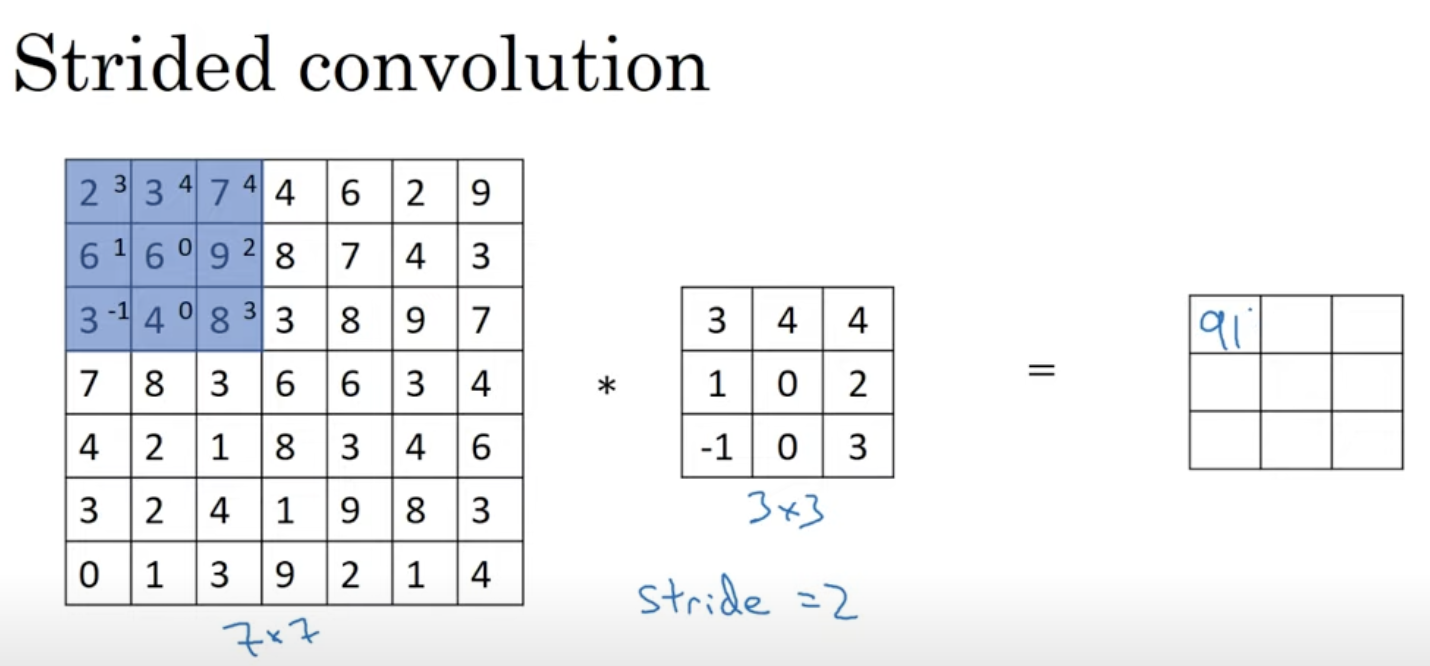 Strided convolution
2 3 3 4 7 4 4 6 2 9
6 1 6 0 9 2 8 7 4 3
3 -1 4 0 8 3 3 8 9 7
7 8 3 6 6 3 4
4 2 1 8 3 4 6
3 2 4 1 9 8 3
0 1 3 9 2 1 4
7×7
*
3 4 4
1 0 2
-1 0 3
3×3
stride = 2
=
91